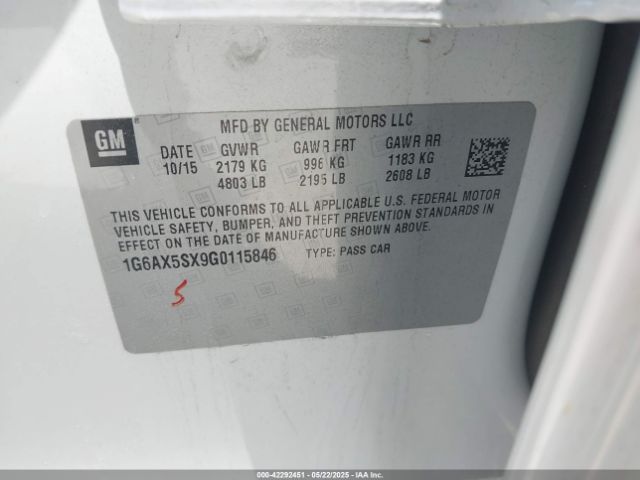 GM
MFD BY GENERAL MOTORS LLC
DATE GVWR GAWR FRT GAWR RR
10/15 2179 KG 996 KG 1183 KG
4803 LB 2195 LB 2608 LB
THIS VEHICLE CONFORMS TO ALL APPLICABLE U.S. FEDERAL MOTOR
VEHICLE SAFETY, BUMPER, AND THEFT PREVENTION STANDARDS IN
EFFECT ON THE DATE OF MANUFACTURE SHOWN ABOVE.
1G6AX5SX9G0115846 TYPE: PASS CAR
5
000-42292451 - 05/22/2025 - Copart, IAA, Inc.